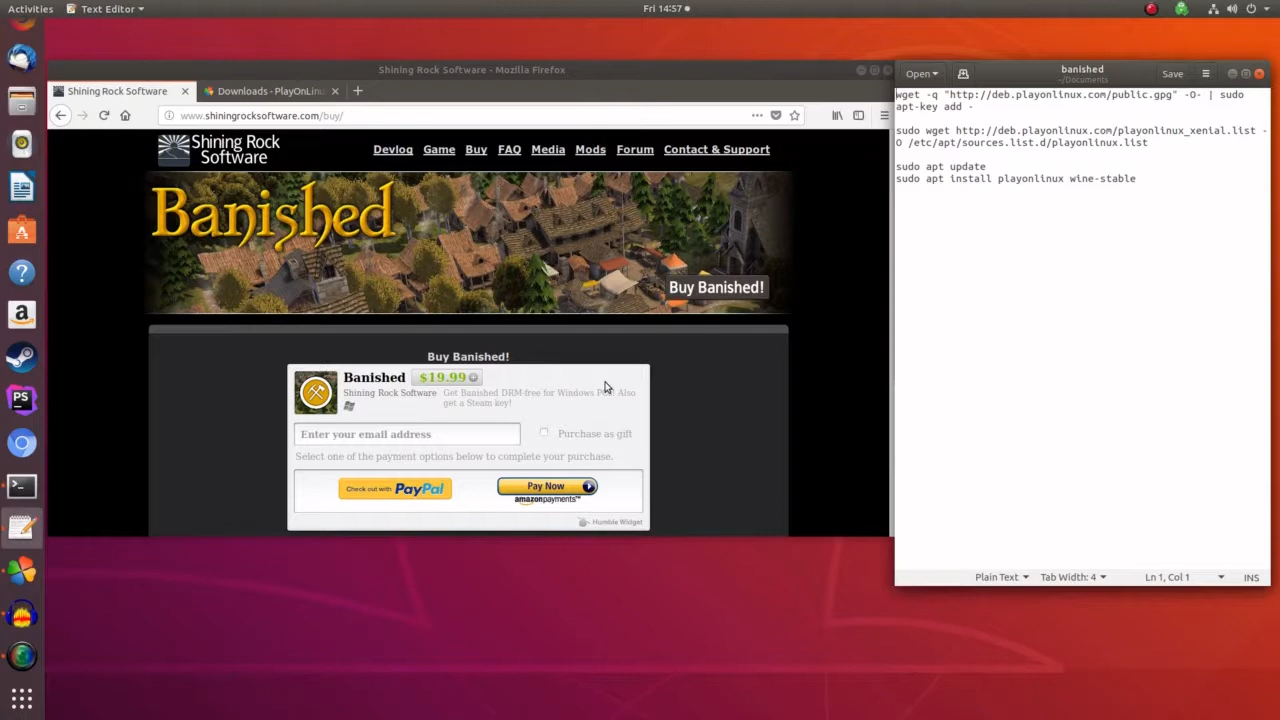 Activities
Text Editor
Fri 14:57
Shining Rock Software - Mozilla Firefox
Shining Rock Software
Downloads - PlayOnLinu
www.shiningrocksoftware.com/buy/
Shining Rock
Software
Devlog Game Buy FAQ Media Mods Forum Contact & Support
Banished
Buy Banished!
Buy Banished!
Banished $19.99
Shining Rock Software Get Banished DRM-free for Windows PC! Also
get a Steam key!
Enter your email address
Purchase as gift
Select one of the payment options below to complete your purchase.
Check out with PayPal
Pay Now
amazonpayments™
Humble Widget
Open
banished
~/Documents
Save
wget -q "http://deb.playonlinux.com/public.gpg" -O- | sudo
apt-key add -
sudo wget http://deb.playonlinux.com/playonlinux_xenial.list -
O /etc/apt/sources.list.d/playonlinux.list
sudo apt update
sudo apt install playonlinux wine-stable
Plain Text
Tab Width: 4
Ln 1, Col 1
INS
A
?
a
PS
>_